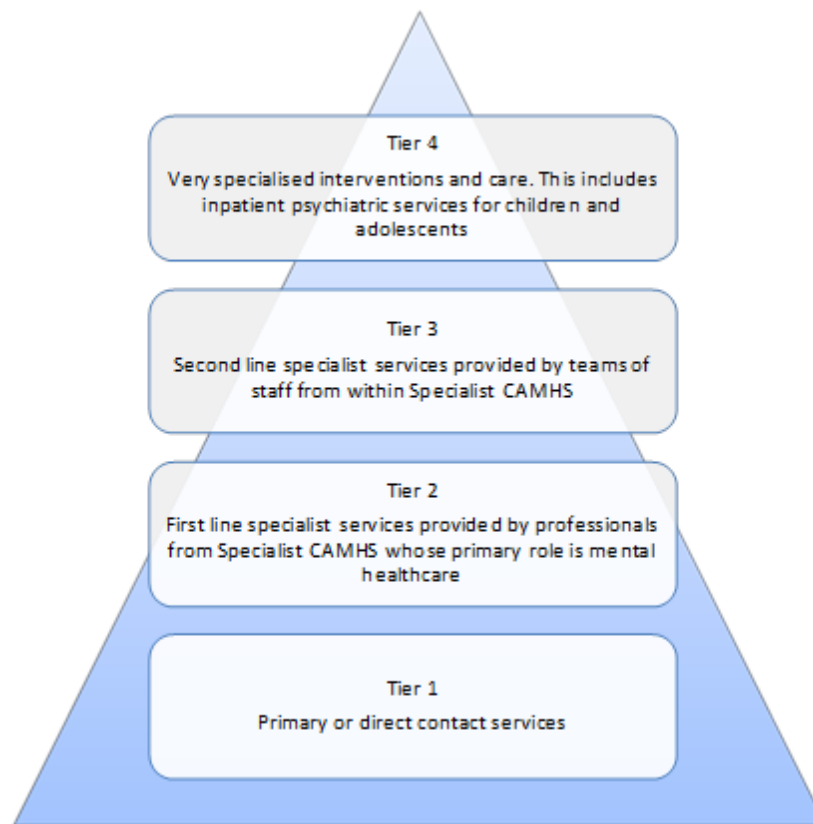 Tier 4
Very specialised interventions and care. This includes
inpatient psychiatric services for children and
adolescents
Tier 3
Second line specialist services provided by teams of
staff from within Specialist CAMHS
Tier 2
First line specialist services provided by professionals
from Specialist CAMHS whose primary role is mental
healthcare
Tier 1
Primary or direct contact services